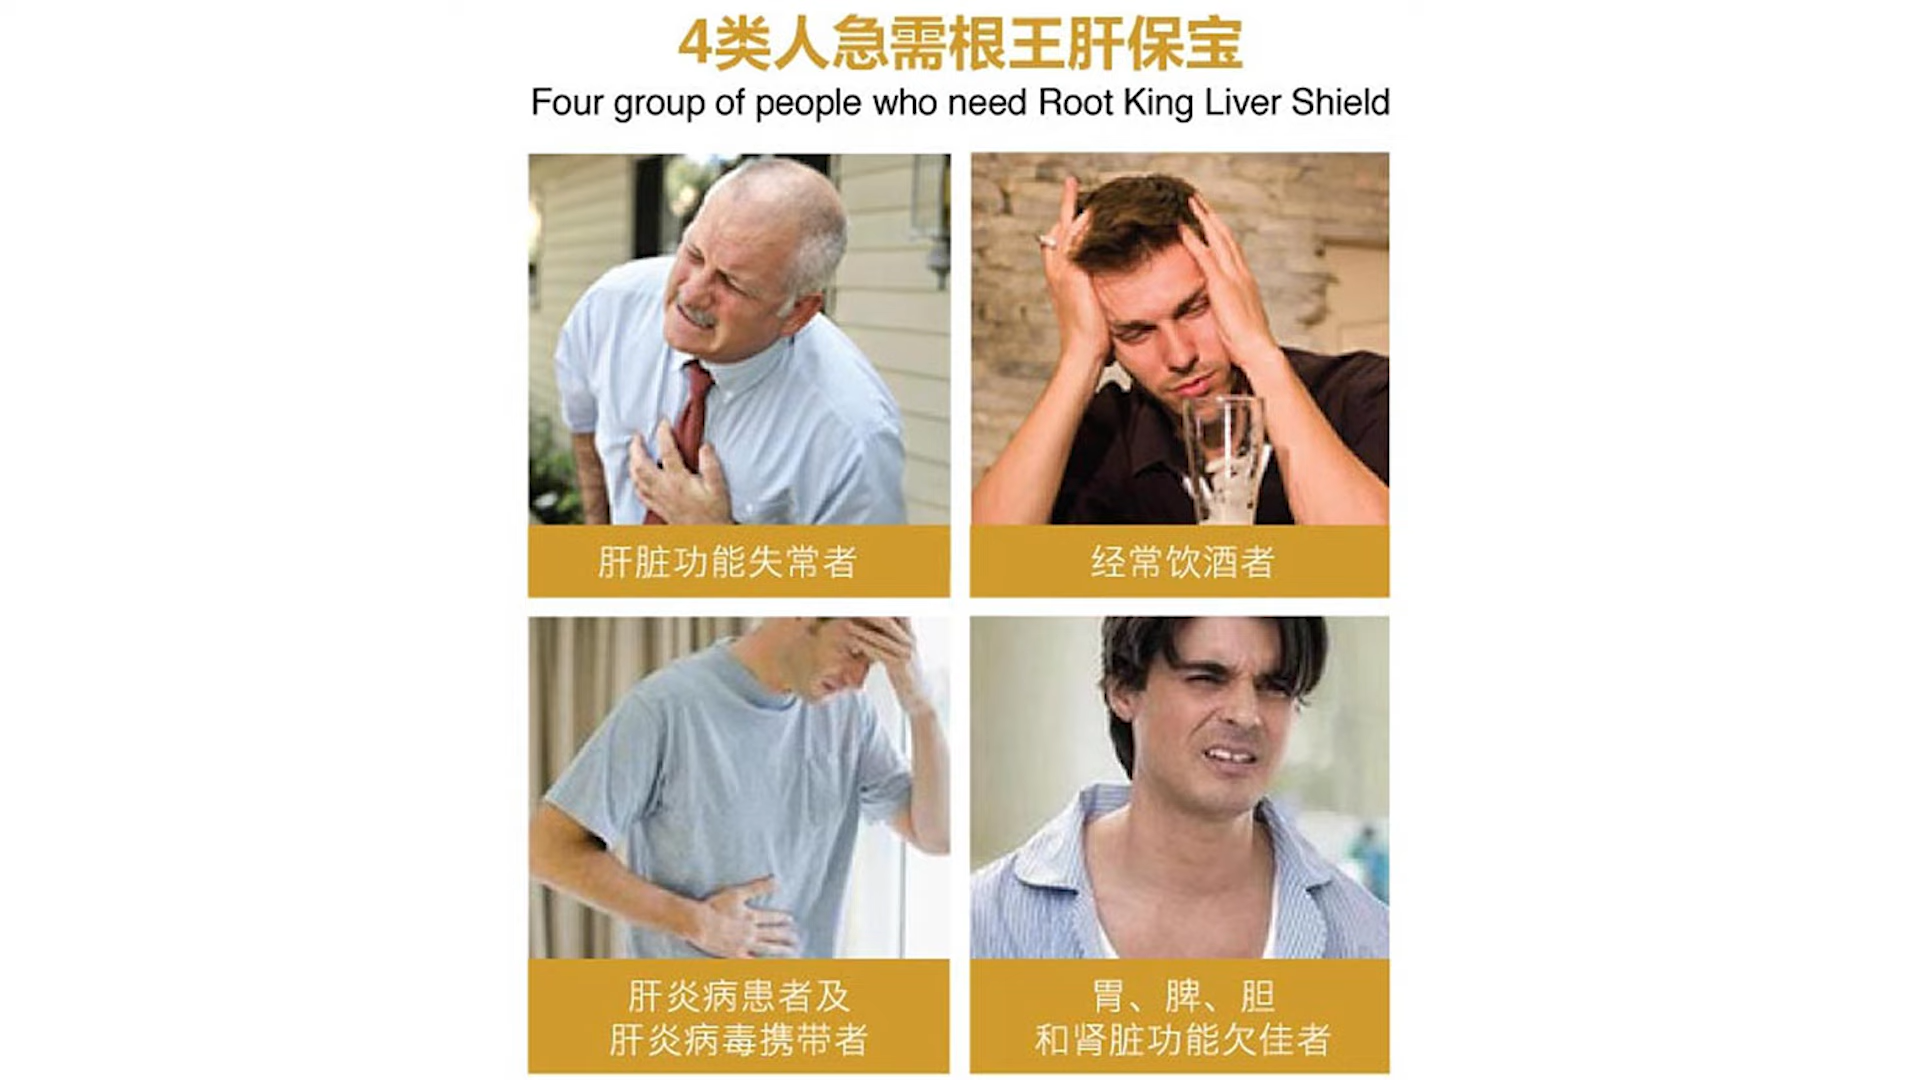 4类人急需根王肝保宝
Four group of people who need Root King Liver Shield
肝脏功能失常者
经常饮酒者
肝炎病患者及
肝炎病毒携带者
胃、脾、胆
和肾脏功能欠佳者